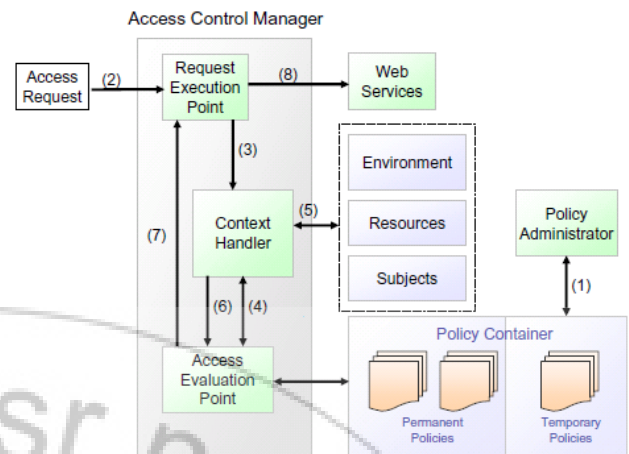 Access Control Manager
Access
Request
(2)
Request
Execution
Point
(8)
Web
Services
(3)
Environment
(7)
Context
Handler
(5)
Resources
Policy
Administrator
Subjects
(1)
(6)
(4)
Access
Evaluation
Point
Policy Container
Permanent
Policies
Temporary
Policies